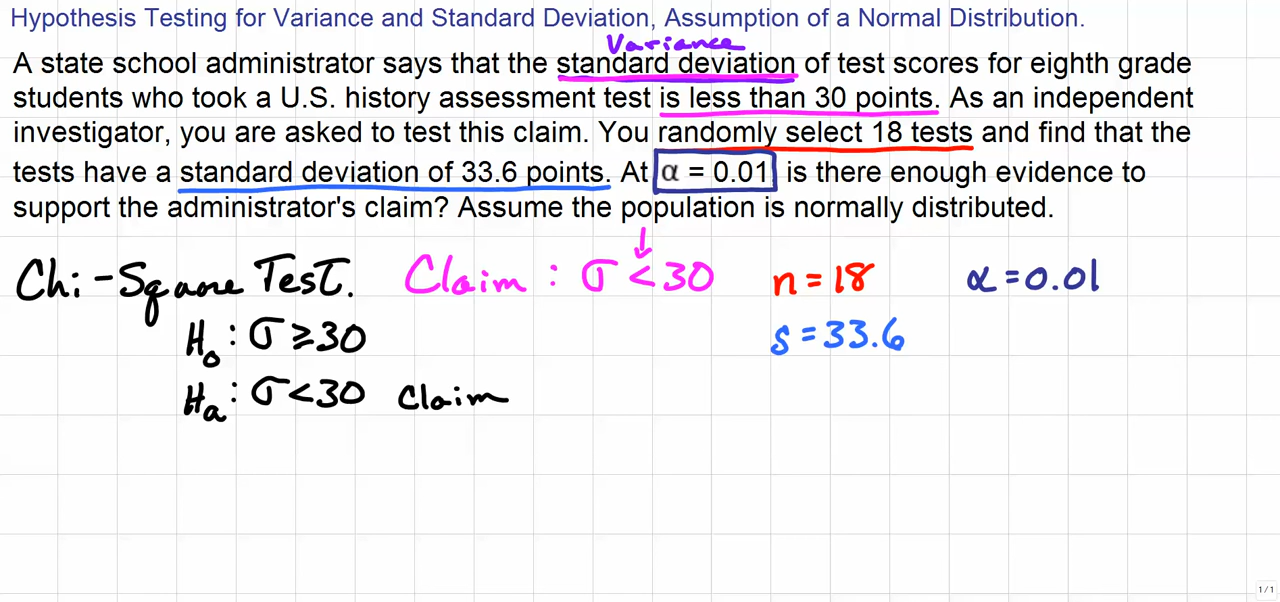 Hypothesis Testing for Variance and Standard Deviation, Assumption of a Normal Distribution.
Variance
A state school administrator says that the standard deviation of test scores for eighth grade
students who took a U.S. history assessment test is less than 30 points. As an independent
investigator, you are asked to test this claim. You randomly select 18 tests and find that the
tests have a standard deviation of 33.6 points. At α = 0.01 is there enough evidence to
support the administrator's claim? Assume the population is normally distributed.
Chi-Square Test. Claim : σ < 30 n = 18 α = 0.01
H₀ : σ ≥ 30 s = 33.6
Hₐ : σ < 30 Claim
1/1